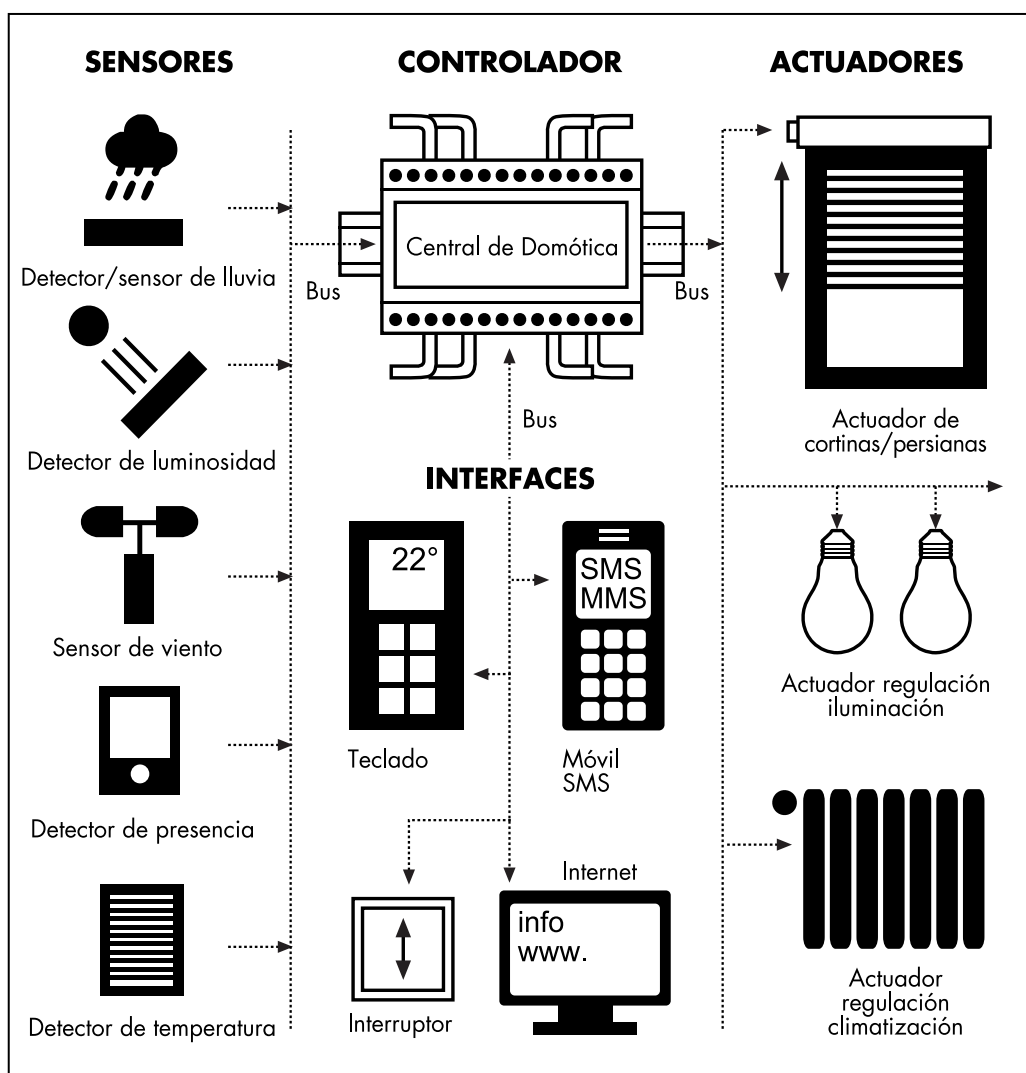 SENSORES
Detector/sensor de lluvia
Detector de luminosidad
Sensor de viento
Detector de presencia
Detector de temperatura
CONTROLADOR
Central de Domótica
Bus
Bus
Bus
INTERFACES
22°
Teclado
SMS
MMS
Móvil
SMS
Interruptor
Internet
info
www.
ACTUADORES
Actuador de
cortinas/persianas
Actuador regulación
iluminación
Actuador
regulación
climatización